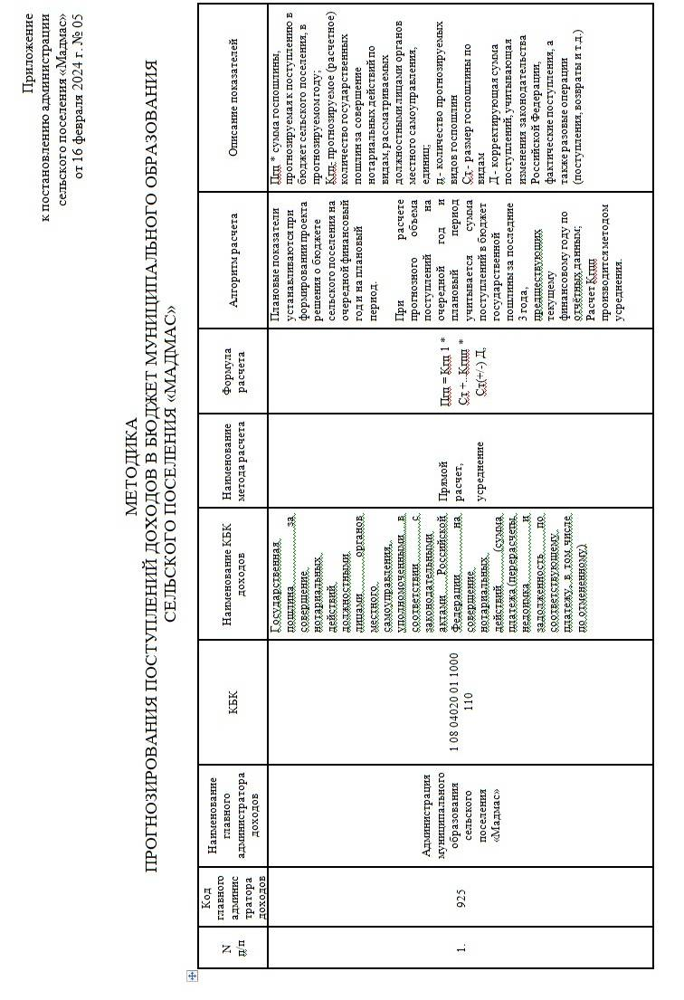 Приложение
к постановлению администрации
сельского поселения «Мадмас»
от 16 февраля 2024 г. № 05
МЕТОДИКА
ПРОГНОЗИРОВАНИЯ ПОСТУПЛЕНИЙ ДОХОДОВ В БЮДЖЕТ МУНИЦИПАЛЬНОГО ОБРАЗОВАНИЯ
СЕЛЬСКОГО ПОСЕЛЕНИЯ «МАДМАС»
N
п/п
Код
главного
админис
тратора
доходов
Наименование
главного
администратора
доходов
КБК
Наименование КБК
доходов
Наименование
метода расчета
Формула
расчета
Алгоритм расчета
Описание показателей
1.
925
Администрация
муниципального
образования
сельского
поселения
«Мадмас»
1 08 04020 01 1000
110
Государственная
пошлина за
совершение
нотариальных
действий
должностными
лицами органов
местного
самоуправления,
уполномоченными в
соответствии с
законодательными
актами Российской
Федерации на
совершение
нотариальных
действий (сумма
платежа (перерасчеты,
недоимка и
задолженность по
соответствующему
платежу, в том числе
по отмененному)
Прямой
расчет,
усреднение
Пгп = Кгп 1 *
Ст +...Кгпп *
Ст(+/-) Д,
Плановые показатели
устанавливаются при
формировании проекта
решения о бюджете
сельского поселения на
очередной финансовый
год и на плановый
период.
При расчете
прогнозного объема
поступлений на
очередной год и
плановый период
учитывается сумма
поступлений в бюджет
государственной
пошлины за последние
3 года,
предшествующих
текущему
финансовому году по
отчётных данным;
Расчет Кгпп
производится методом
усреднения.
Пгп * сумма госпошлины,
прогнозируемая к поступлению в
бюджет сельского поселения, в
прогнозируемом году;
Кгп- прогнозируемое (расчетное)
количество государственных
пошлин за совершение
нотариальных действий по
видам, рассматриваемых
должностными лицами органов
местного самоуправления,
единиц;
п - количество прогнозируемых
видов госпошлин
Ст - размер госпошлины по
видам
Д - корректирующая сумма
поступлений, учитывающая
изменения законодательства
Российской Федерации,
фактические поступления, а
также разовые операции
(поступления, возвраты и т.д.)